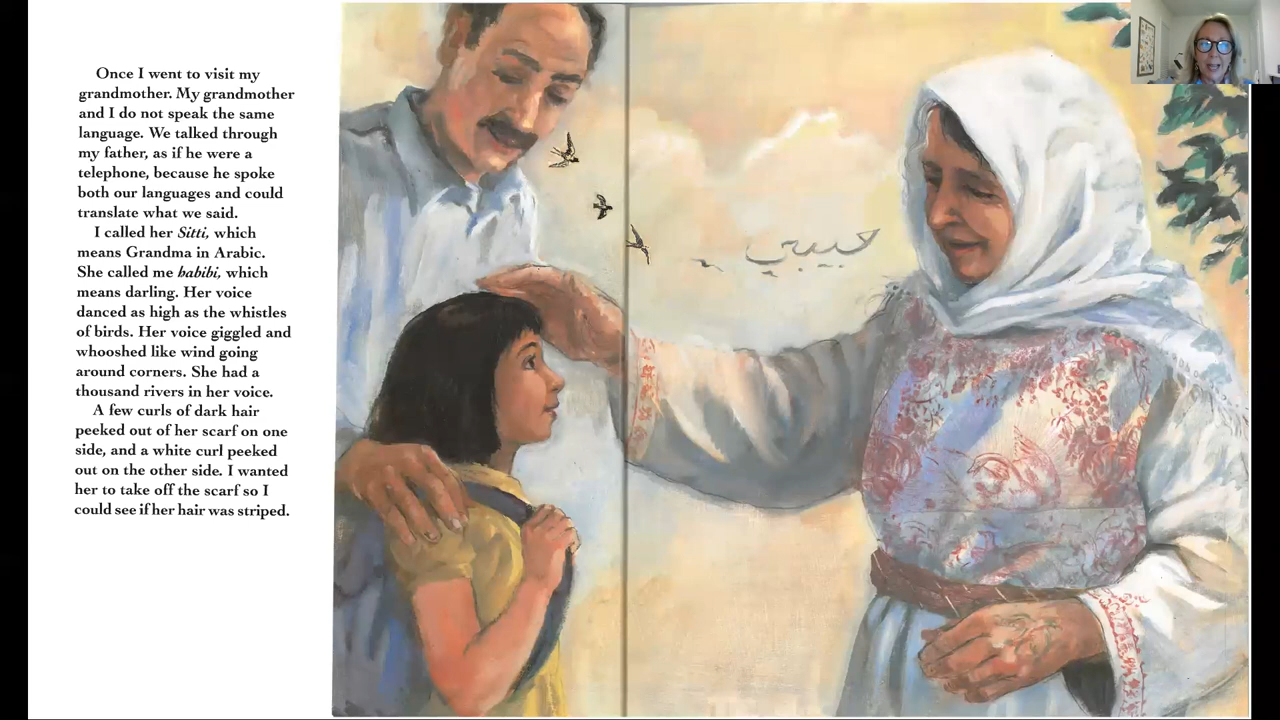 Once I went to visit my
grandmother. My grandmother
and I do not speak the same
language. We talked through
my father, as if he were a
telephone, because he spoke
both our languages and could
translate what we said.
I called her Sitti, which
means Grandma in Arabic.
She called me habibi, which
means darling. Her voice
danced as high as the whistles
of birds. Her voice giggled and
whooshed like wind going
around corners. She had a
thousand rivers in her voice.
A few curls of dark hair
peeked out of her scarf on one
side, and a white curl peeked
out on the other side. I wanted
her to take off the scarf so I
could see if her hair was striped.
حبيبي